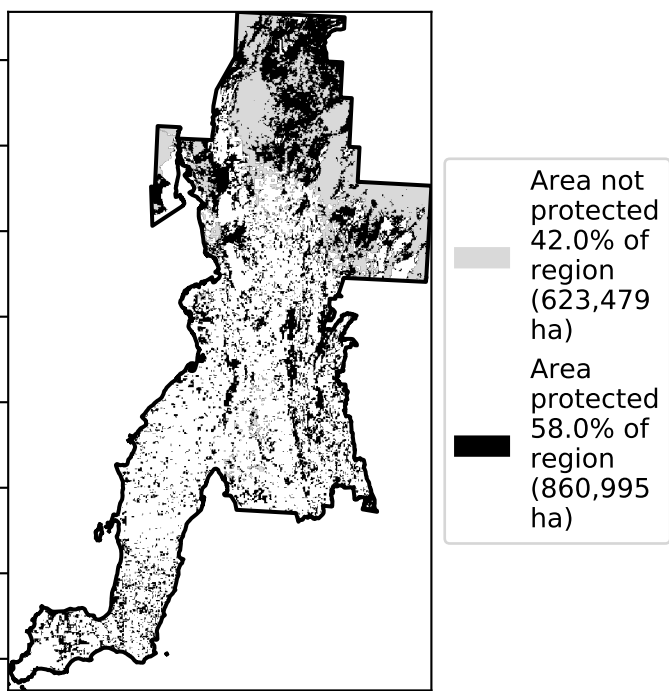 Area not
protected
42.0% of
region
(623,479
ha)
Area
protected
58.0% of
region
(860,995
ha)